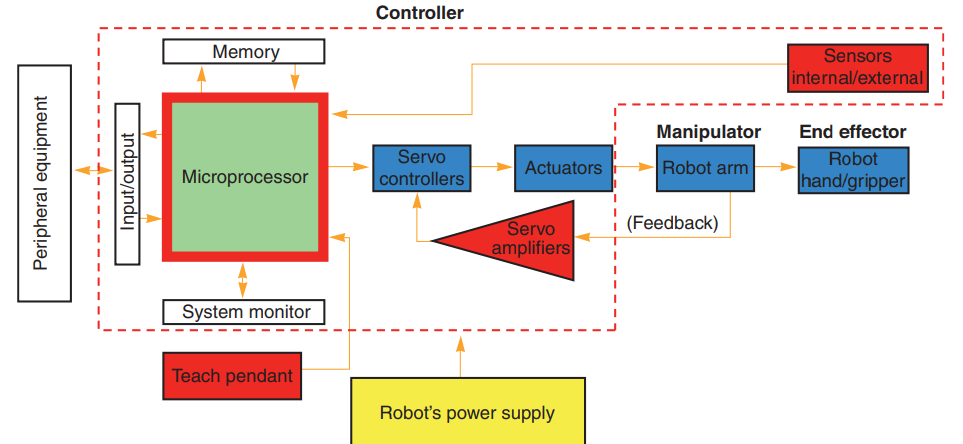 Controller
Memory
Sensors
internal/external
Peripheral equipment
Input/output
Microprocessor
Servo
controllers
Actuators
Manipulator
Robot arm
End effector
Robot
hand/gripper
(Feedback)
Servo
amplifiers
System monitor
Teach pendant
Robot's power supply